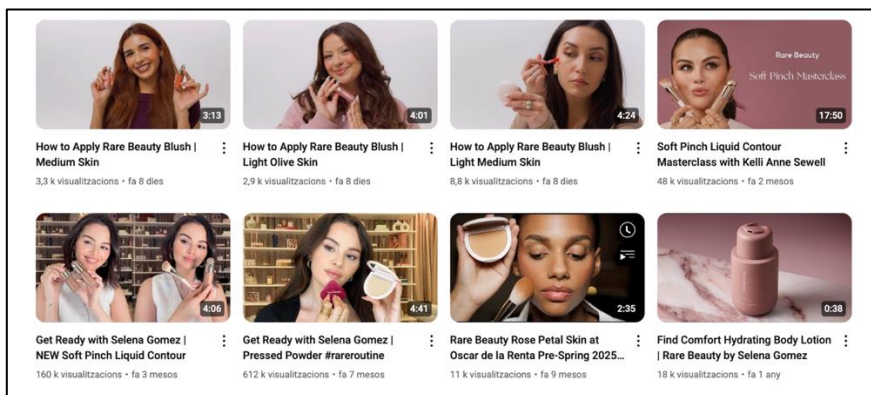 3:13
4:01
4:24
Rare Beauty
Soft Pinch Masterclass
17:50
How to Apply Rare Beauty Blush |
Medium Skin
3,3 k visualitzacions • fa 8 dies
How to Apply Rare Beauty Blush |
Light Olive Skin
2,9 k visualitzacions • fa 8 dies
How to Apply Rare Beauty Blush |
Light Medium Skin
8,8 k visualitzacions • fa 8 dies
Soft Pinch Liquid Contour
Masterclass with Kelli Anne Sewell
48 k visualitzacions • fa 2 mesos
4:06
4:41
2:35
0:38
Get Ready with Selena Gomez |
NEW Soft Pinch Liquid Contour
160 k visualitzacions • fa 3 mesos
Get Ready with Selena Gomez |
Pressed Powder #rareroutine
612 k visualitzacions • fa 7 mesos
Rare Beauty Rose Petal Skin at
Oscar de la Renta Pre-Spring 2025...
11 k visualitzacions • fa 9 mesos
Find Comfort Hydrating Body Lotion
| Rare Beauty by Selena Gomez
18 k visualitzacions • fa 1 any